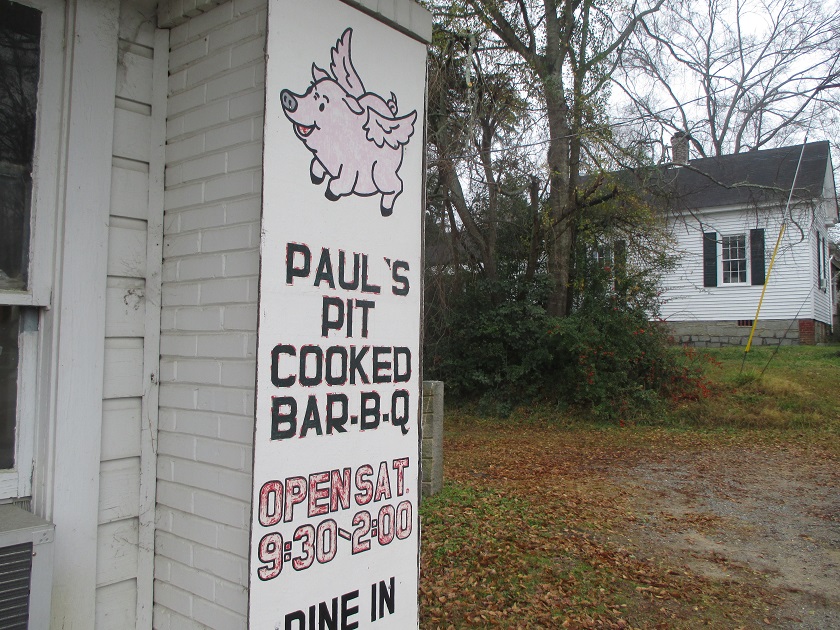 PAUL'S
PIT
COOKED
BAR-B-Q
OPEN SAT.
9:30-2:00
DINE IN